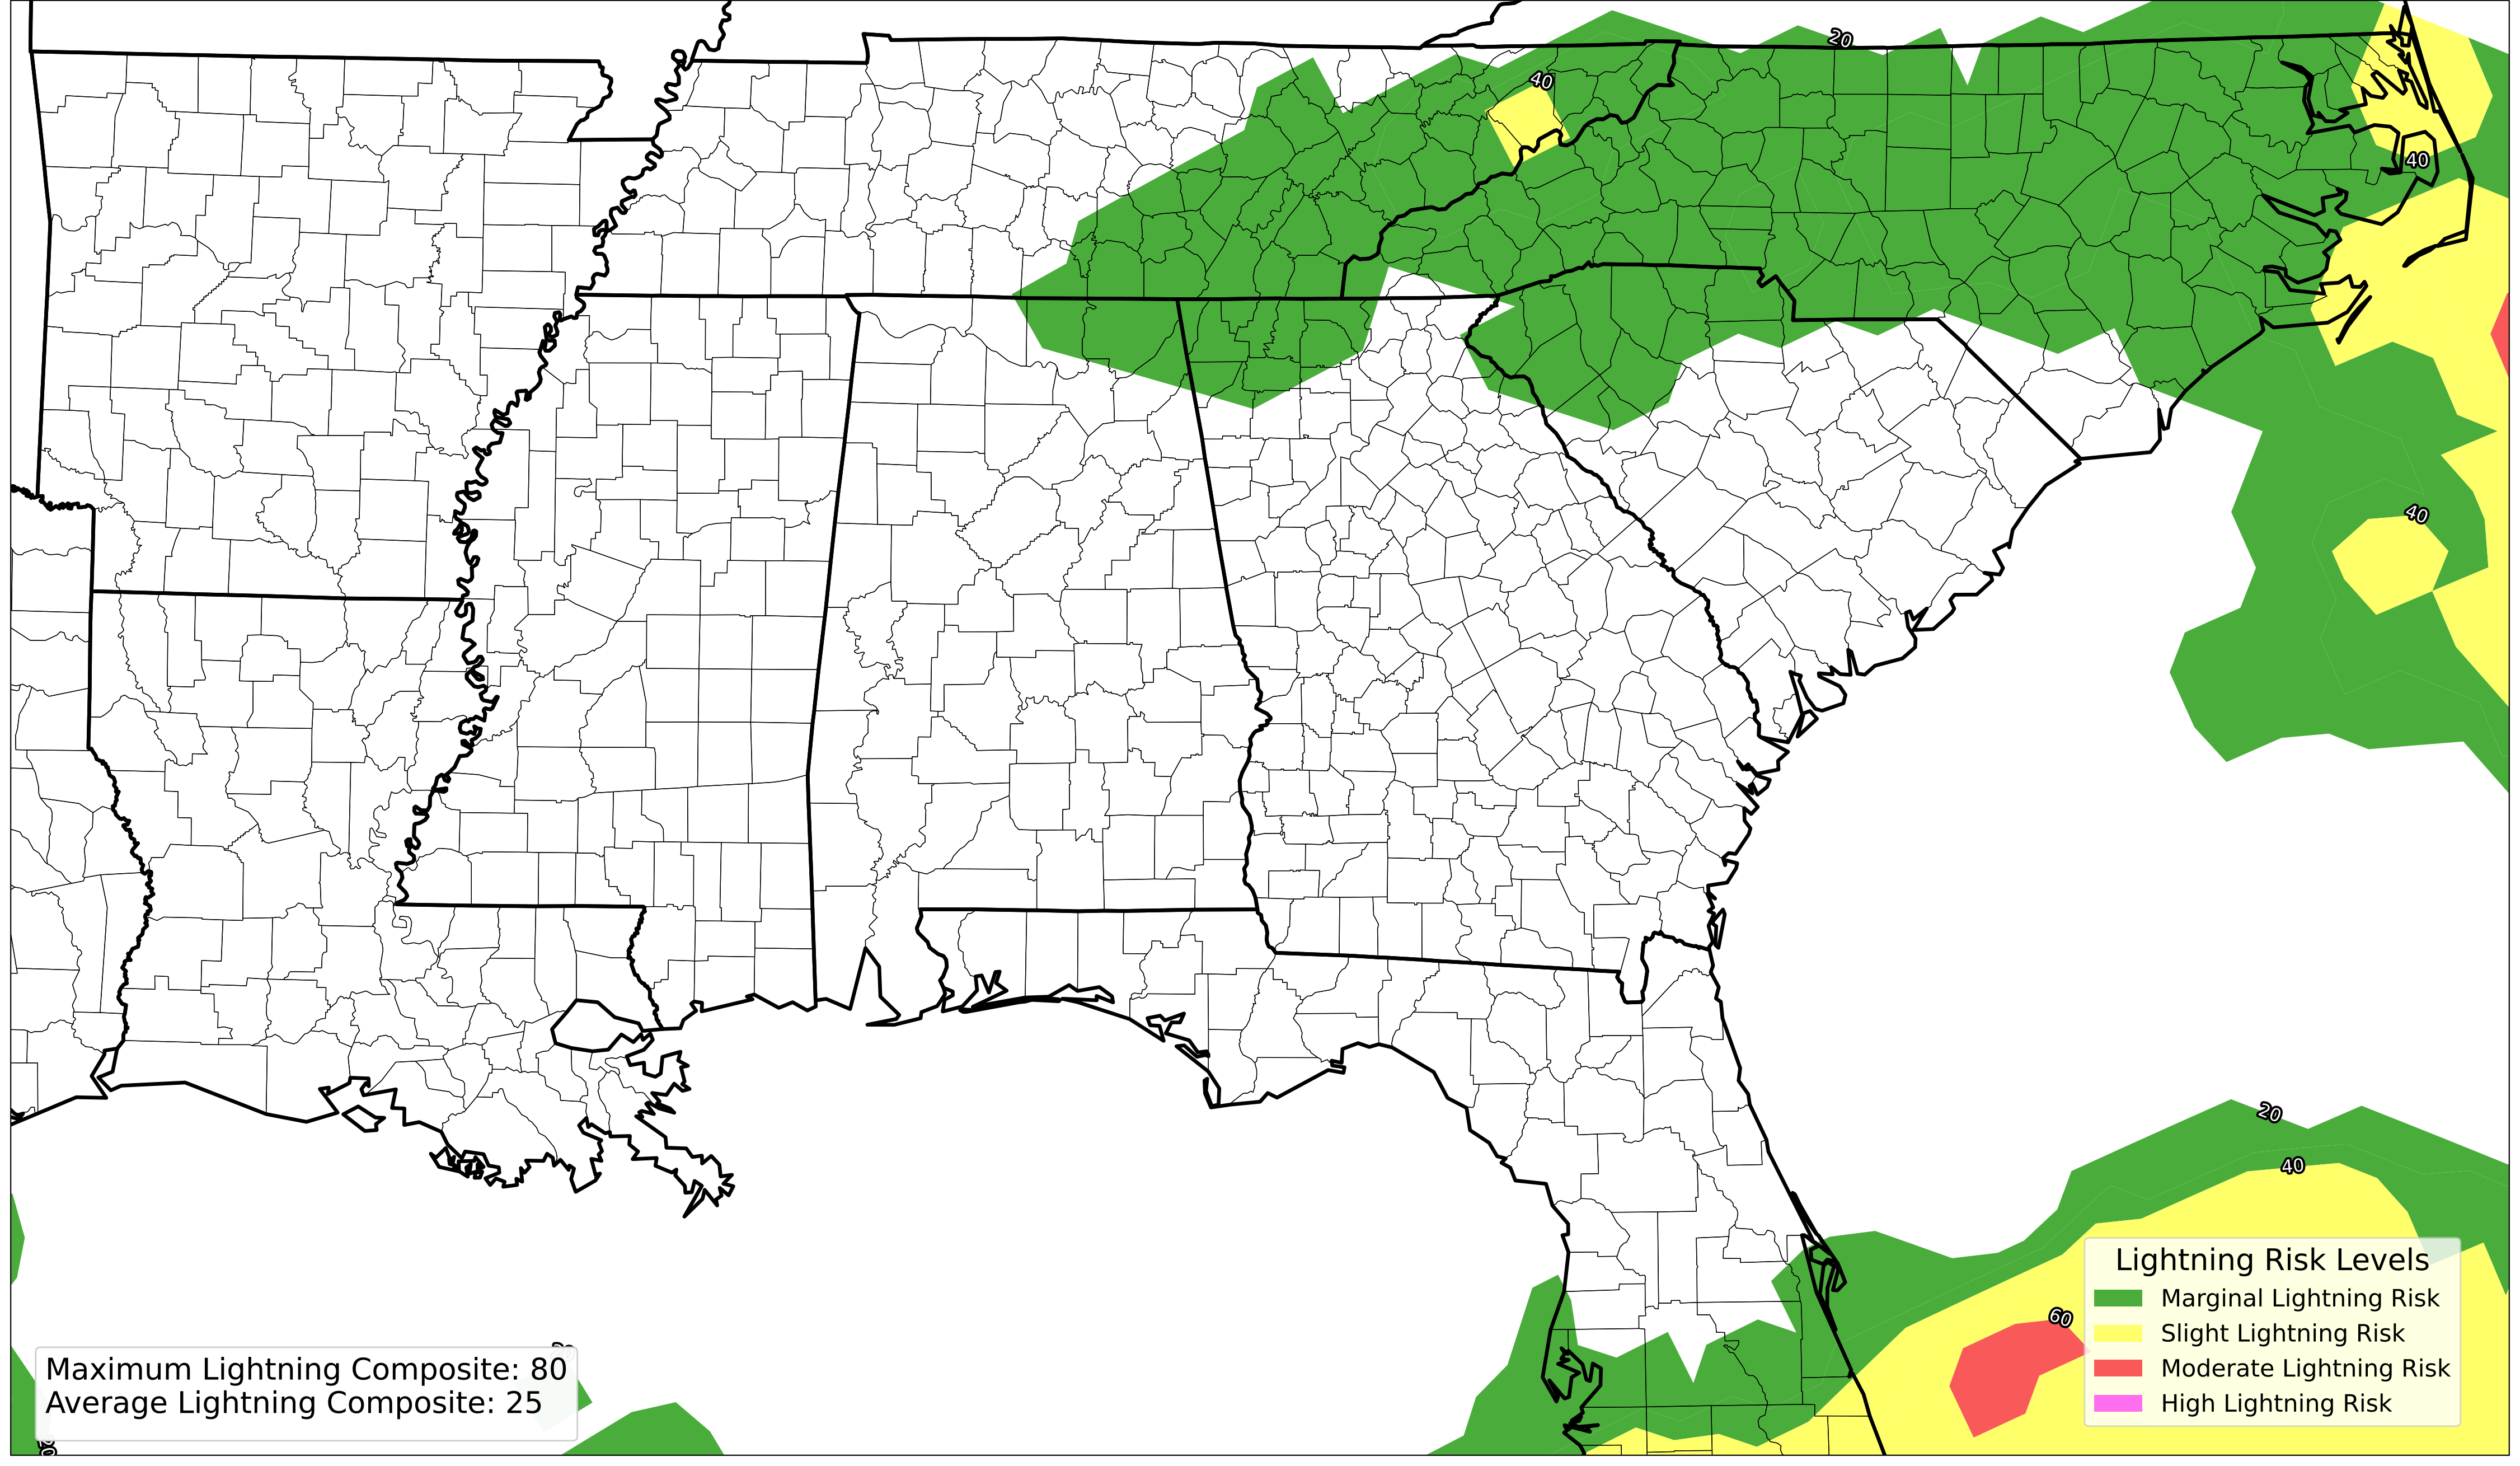 20
40
40
40
20
40
60
Lightning Risk Levels
Marginal Lightning Risk
Slight Lightning Risk
Moderate Lightning Risk
High Lightning Risk
Maximum Lightning Composite: 80
Average Lightning Composite: 25